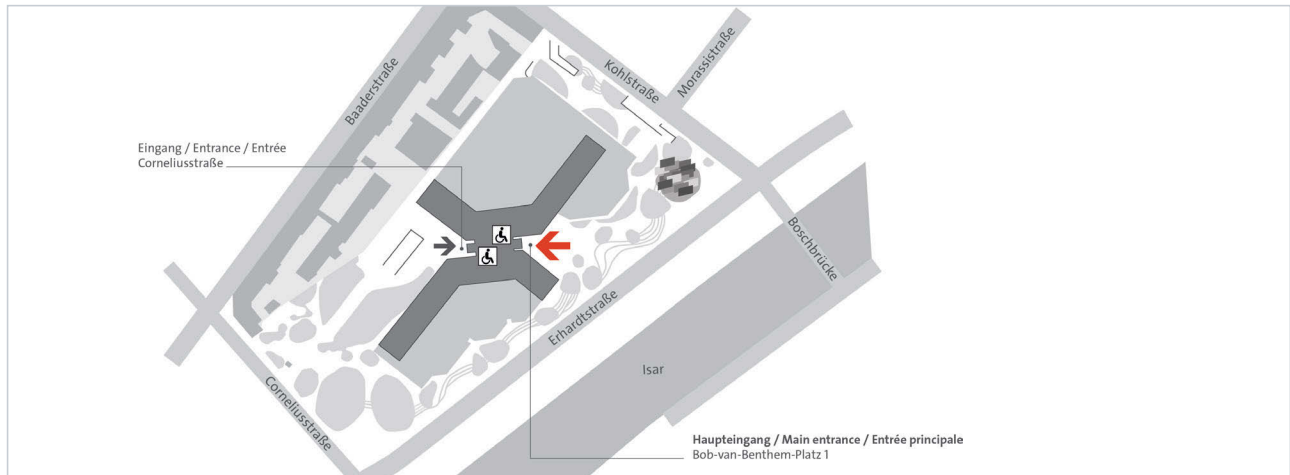 Baaderstraße
Kohlstraße
Morassistraße
Eingang / Entrance / Entrée
Corneliusstraße
Boschbrücke
Erhardtstraße
Isar
Corneliusstraße
Haupteingang / Main entrance / Entrée principale
Bob-van-Benthem-Platz 1